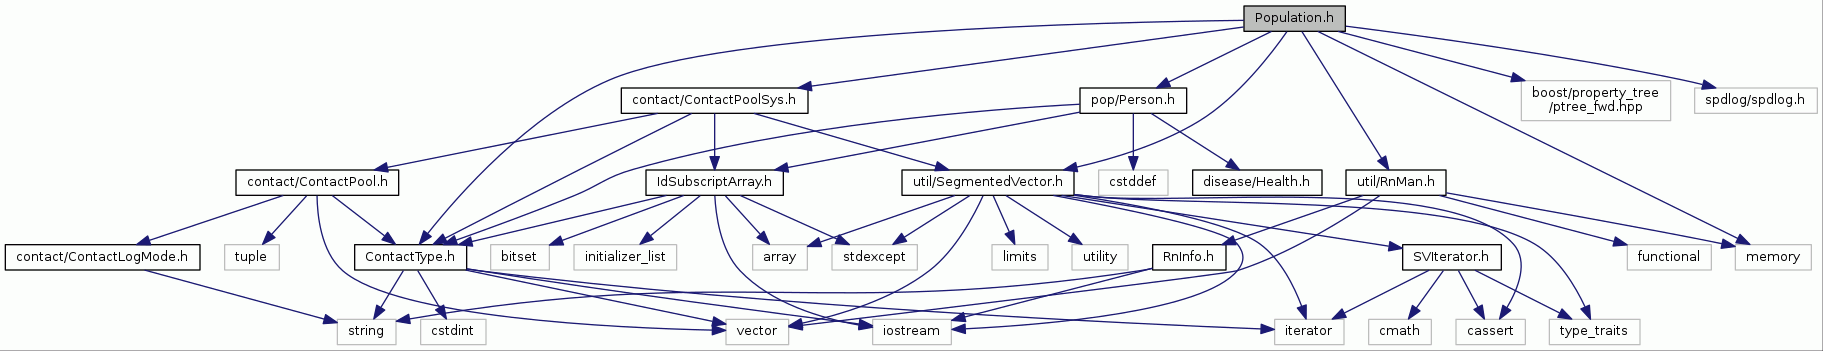 Population.h
contact/ContactPoolSys.h
pop/Person.h
boost/property_tree
/ptree_fwd.hpp
spdlog/spdlog.h
contact/ContactPool.h
IdSubscriptArray.h
util/SegmentedVector.h
cstddef
disease/Health.h
util/RnMan.h
contact/ContactLogMode.h
tuple
ContactType.h
bitset
initializer_list
array
stdexcept
limits
utility
RnInfo.h
SVIterator.h
functional
memory
string
cstdint
vector
iostream
iterator
cmath
cassert
type_traits